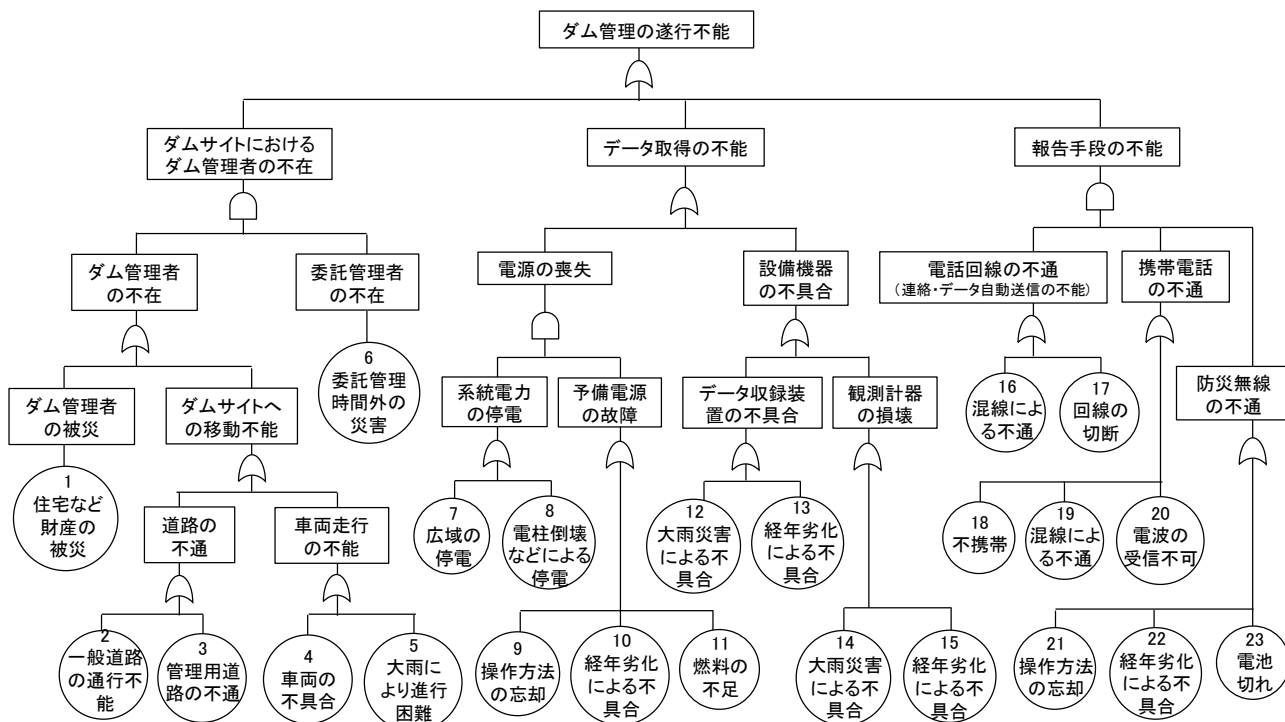 ダム管理の遂行不能
ダムサイトにおける
ダム管理者の不在
データ取得の不能
報告手段の不能
ダム管理者
の不在
委託管理者
の不在
電源の喪失
設備機器
の不具合
電話回線の不通
（連絡・データ自動送信の不能）
携帯電話
の不通
ダム管理者
の被災
ダムサイトへ
の移動不能
6
委託管理
時間外の
災害
系統電力
の停電
予備電源
の故障
データ収録装
置の不具合
観測計器
の損壊
16
混線によ
る不通
17
回線の
切断
防災無線
の不通
1
住宅など
財産の
被災
道路の
不通
車両走行
の不能
7
広域の
停電
8
電柱倒壊
などによる
停電
12
大雨災害
による不
具合
13
経年劣化
による不
具合
18
不携帯
19
混線によ
る不通
20
電波の
受信不可
2
一般道路
の通行不
能
3
管理用道
路の不通
4
車両の
不具合
5
大雨に
より進行
困難
9
操作方法
の忘却
10
経年劣化
による不
具合
11
燃料の
不足
14
大雨災害
による不
具合
15
経年劣化
による不
具合
21
操作方法
の忘却
22
経年劣化
による不
具合
23
電池
切れ